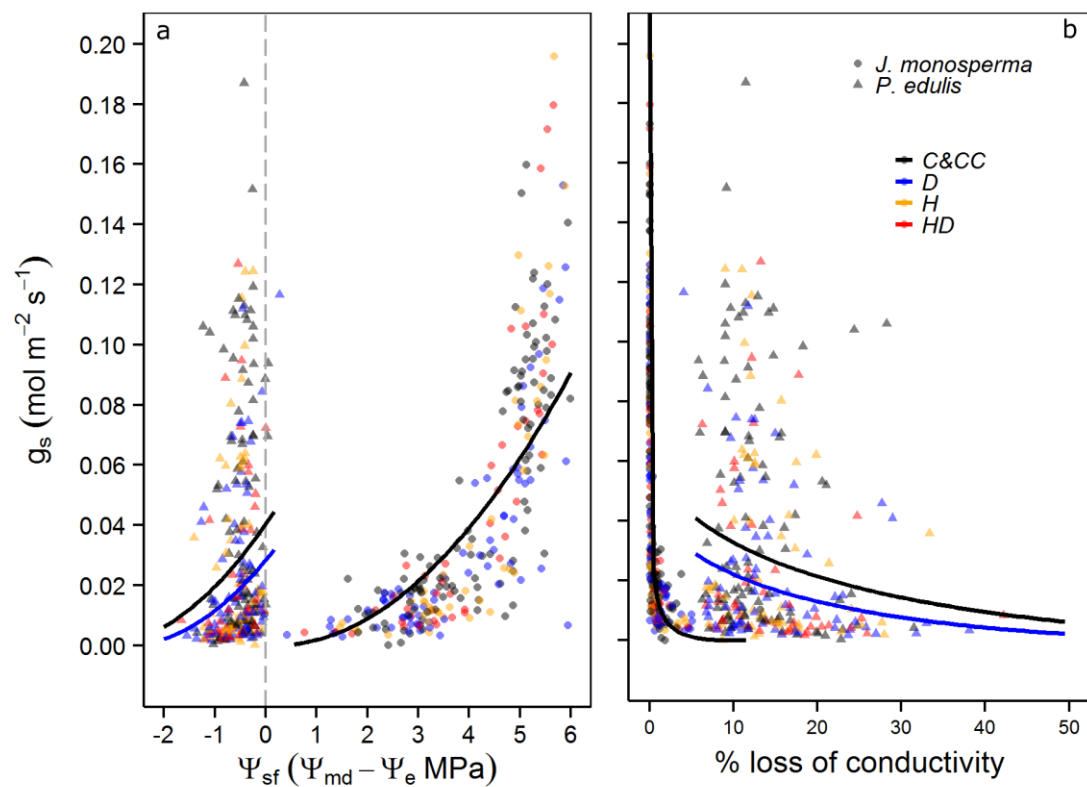 a
b
0.20
0.18
0.16
0.14
0.12
0.10
0.08
0.06
0.04
0.02
0.00
gs (mol m−2 s−1)
J. monosperma
P. edulis
C&CC
D
H
HD
-2 -1 0 1 2 3 4 5 6
0 10 20 30 40 50
Ψsf (Ψmd − Ψe MPa)
% loss of conductivity